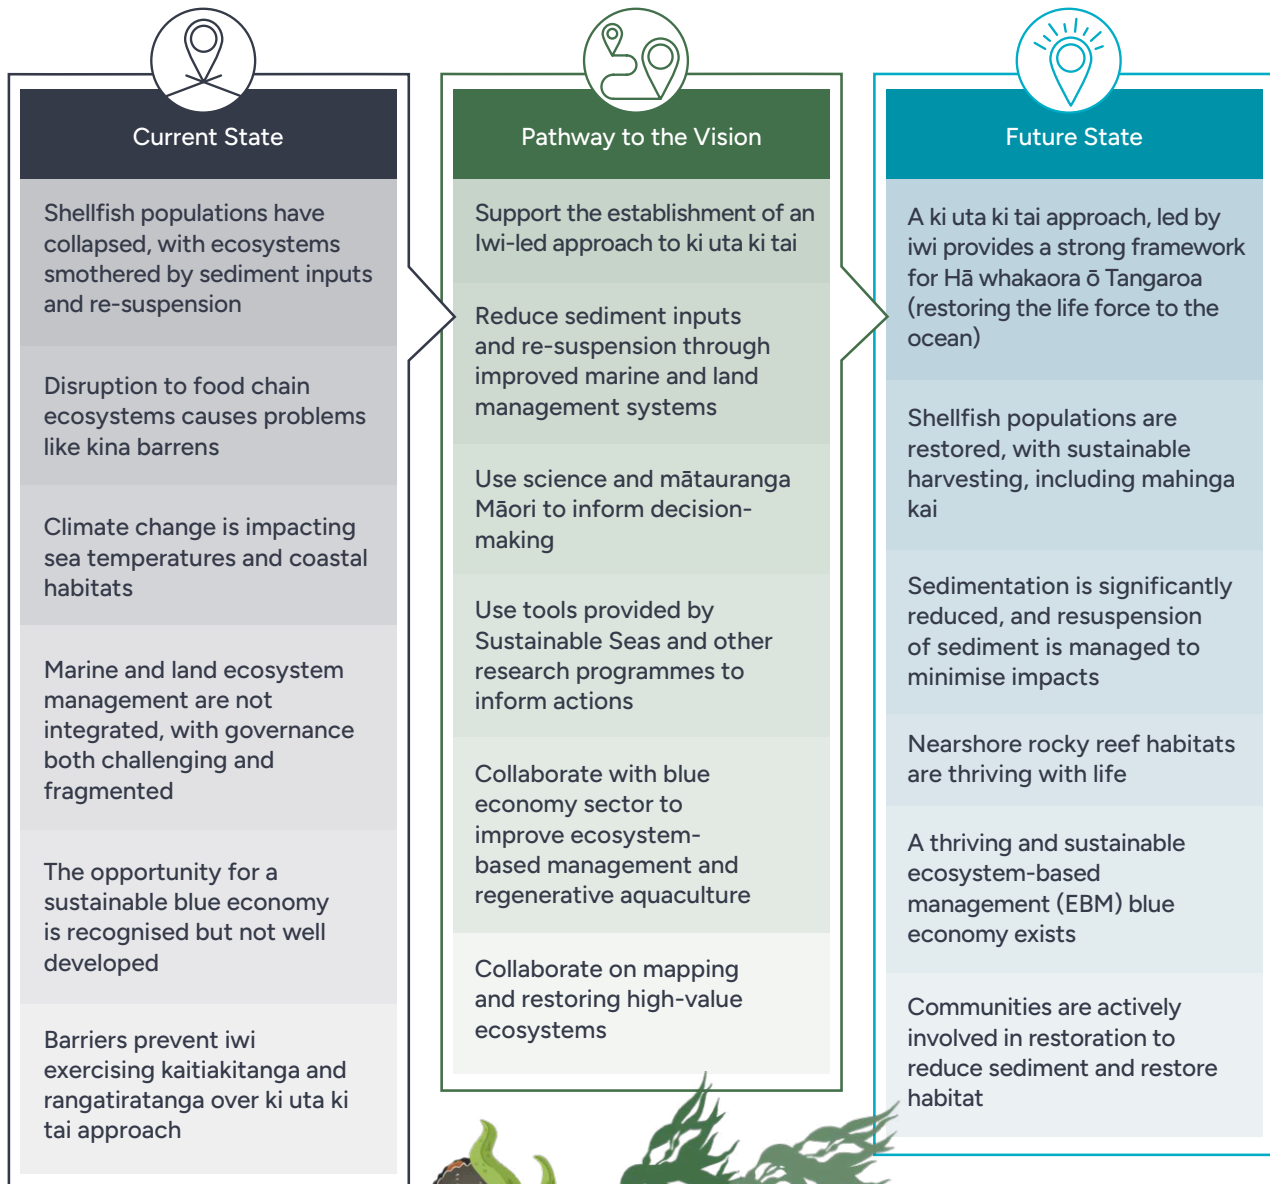 Current State
Shellfish populations have
collapsed, with ecosystems
smothered by sediment inputs
and re-suspension
Disruption to food chain
ecosystems causes problems
like kina barrens
Climate change is impacting
sea temperatures and coastal
habitats
Marine and land ecosystem
management are not
integrated, with governance
both challenging and
fragmented
The opportunity for a
sustainable blue economy
is recognised but not well
developed
Barriers prevent iwi
exercising kaitiakitanga and
rangatiratanga over ki uta ki
tai approach
Pathway to the Vision
Support the establishment of an
Iwi-led approach to ki uta ki tai
Reduce sediment inputs
and re-suspension through
improved marine and land
management systems
Use science and mātauranga
Māori to inform decision-
making
Use tools provided by
Sustainable Seas and other
research programmes to
inform actions
Collaborate with blue
economy sector to
improve ecosystem-
based management and
regenerative aquaculture
Collaborate on mapping
and restoring high-value
ecosystems
Future State
A ki uta ki tai approach, led by
iwi provides a strong framework
for Hā whakaora ō Tangaroa
(restoring the life force to the
ocean)
Shellfish populations are
restored, with sustainable
harvesting, including mahinga
kai
Sedimentation is significantly
reduced, and resuspension
of sediment is managed to
minimise impacts
Nearshore rocky reef habitats
are thriving with life
A thriving and sustainable
ecosystem-based
management (EBM) blue
economy exists
Communities are actively
involved in restoration to
reduce sediment and restore
habitat